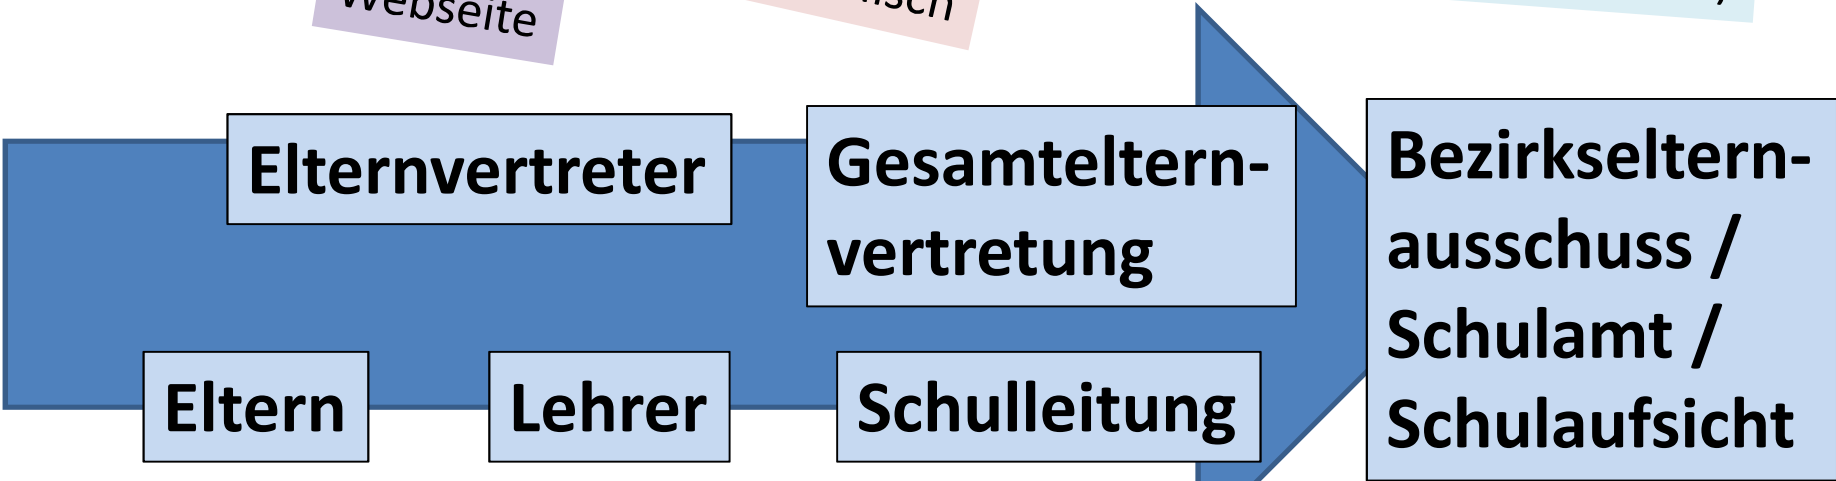 Webseite
Elternvertreter
Gesamteltern-
vertretung
Bezirkseltern-
ausschuss /
Schulamt /
Schulaufsicht
Eltern
Lehrer
Schulleitung